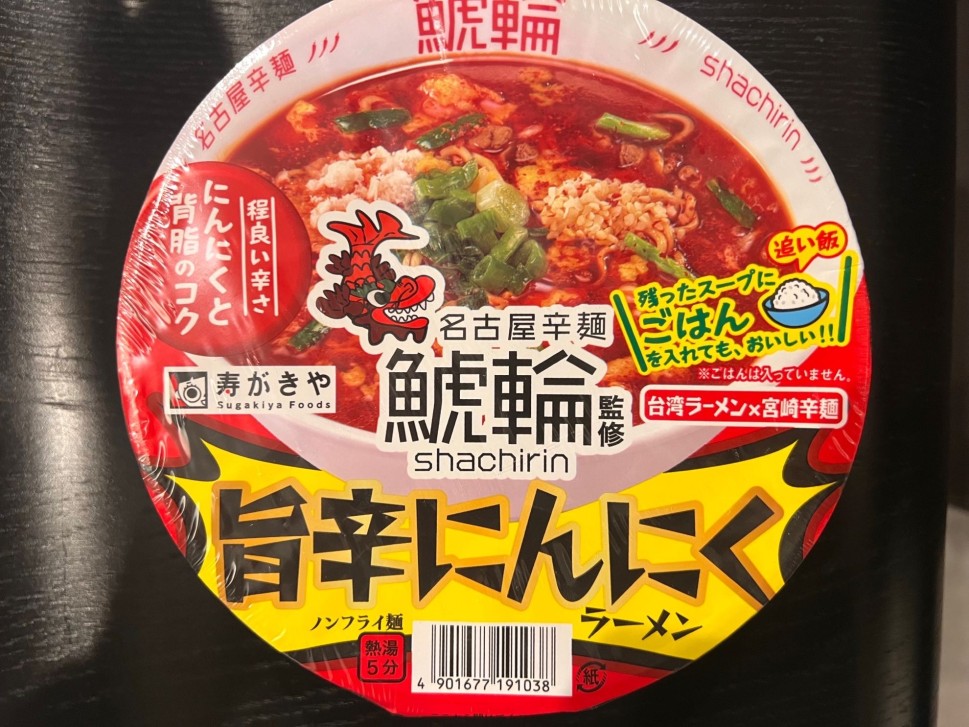 鯱輪
名古屋辛麺
shachirin
程良い辛さ
にんにくと
背脂のコク
追い飯
残ったスープに
ごはん
を入れても、おいしい!!
※ごはんは入っていません。
名古屋辛麺
鯱輪
監修
shachirin
寿がきや
Sugakiya Foods
台湾ラーメン×宮崎辛麺
旨辛にんにく
ラーメン
ノンフライ麺
熱湯
5分
4 901677 191038
紙